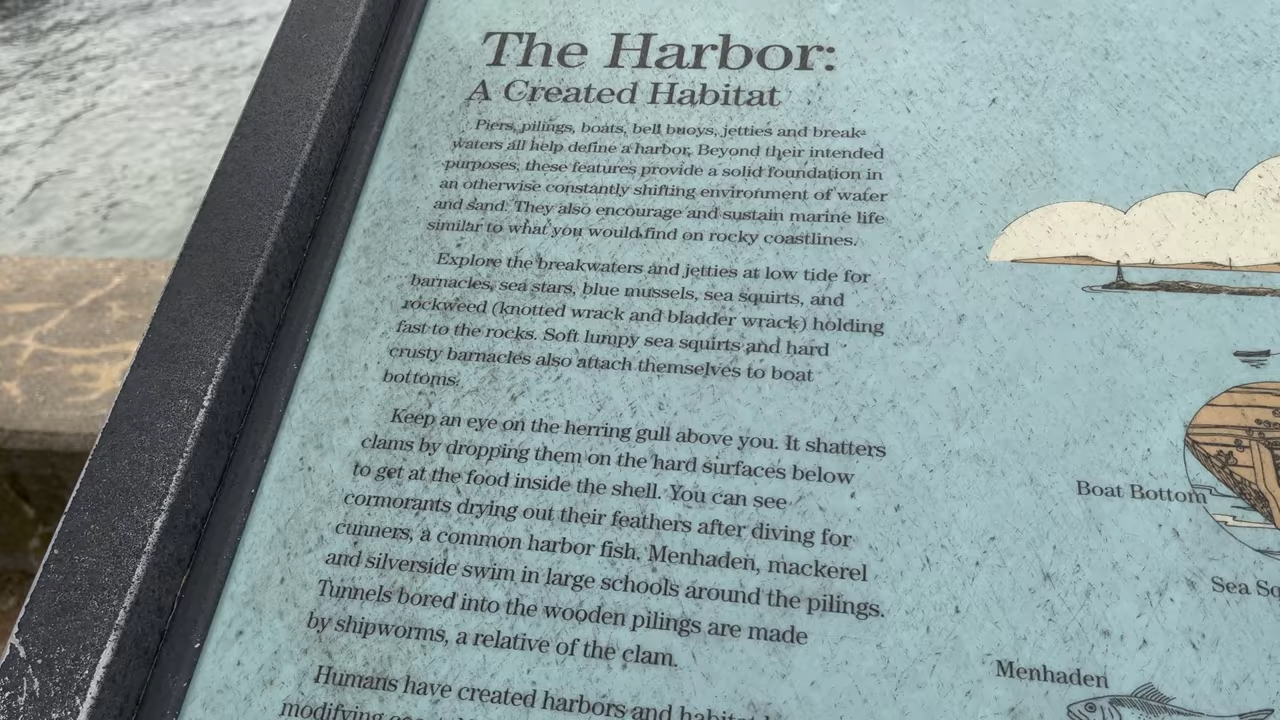 The Harbor:
A Created Habitat
Piers, pilings, boats, bell buoys, jetties and break-
waters all help define a harbor. Beyond their intended
purposes, these features provide a solid foundation in
an otherwise constantly shifting environment of water
and sand. They also encourage and sustain marine life
similar to what you would find on rocky coastlines.
Explore the breakwaters and jetties at low tide for
barnacles, sea stars, blue mussels, sea squirts, and
rockweed (knotted wrack and bladder wrack) holding
fast to the rocks. Soft lumpy sea squirts and hard
crusty barnacles also attach themselves to boat
bottoms.
Keep an eye on the herring gull above you. It shatters
clams by dropping them on the hard surfaces below
to get at the food inside the shell. You can see
cormorants drying out their feathers after diving for
cunners, a common harbor fish. Menhaden, mackerel
and silverside swim in large schools around the pilings.
Tunnels bored into the wooden pilings are made
by shipworms, a relative of the clam.
Humans have created harbors and
modifying
Boat Bottom
Sea
Menhaden